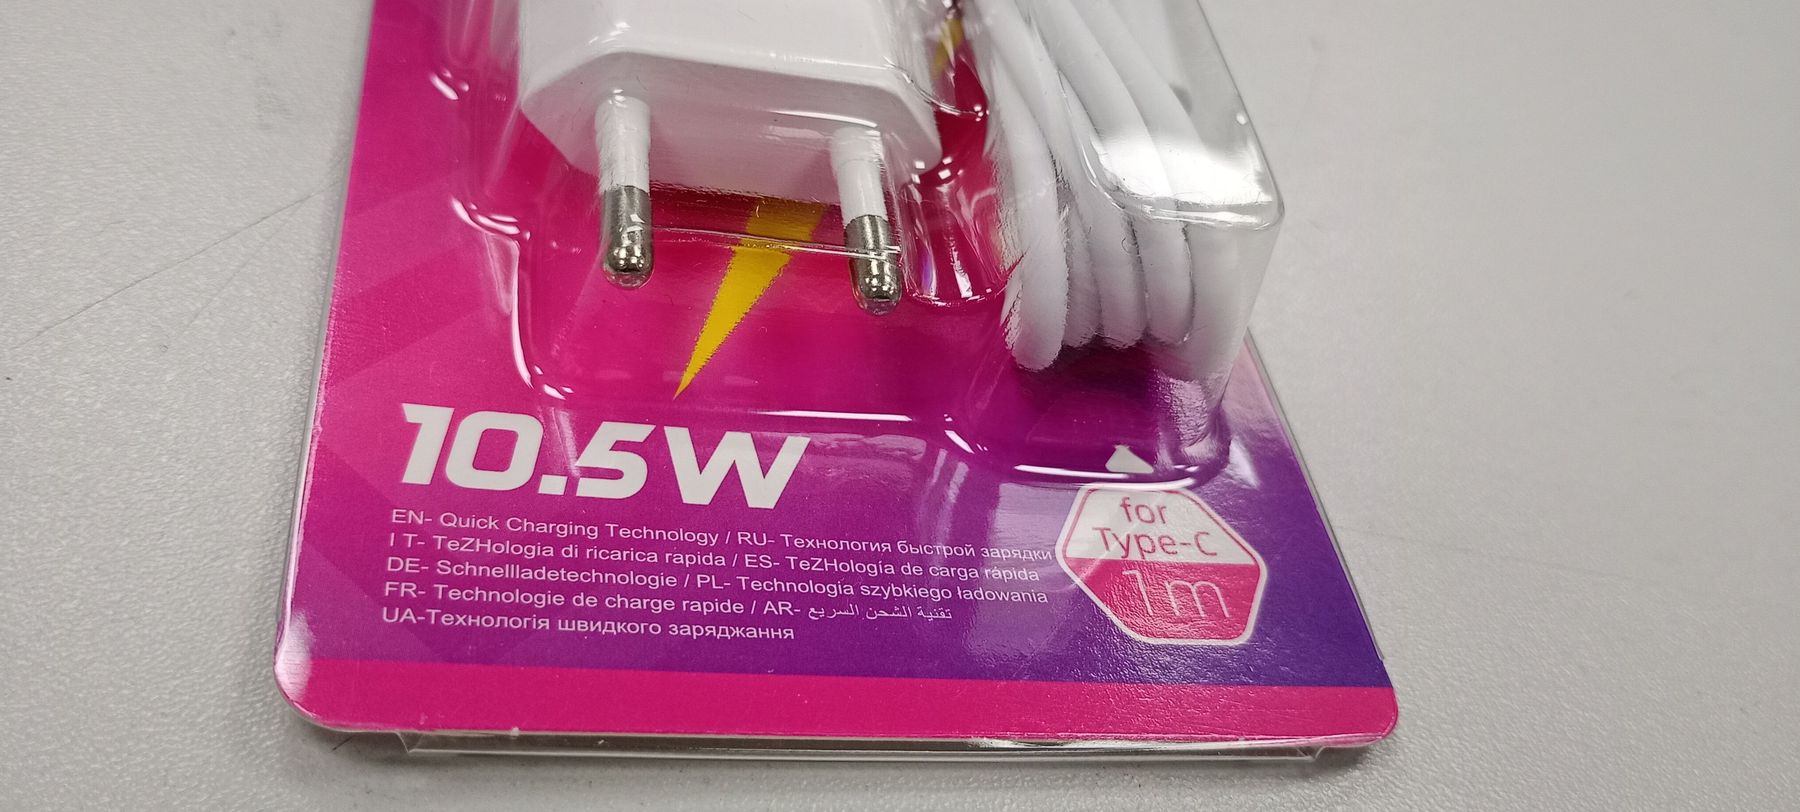 10.5W
EN- Quick Charging Technology / RU- Технология быстрой зарядки
I T- TeZHologia di ricarica rapida / ES- TeZHologia de carga rápida
DE- Schnellladetechnologie / PL- Technologia szybkiego ładowania
FR- Technologie de charge rapide / AR- تقنية الشحن السريع
UA-Технологія швидкого заряджання
for
Type-C
1m